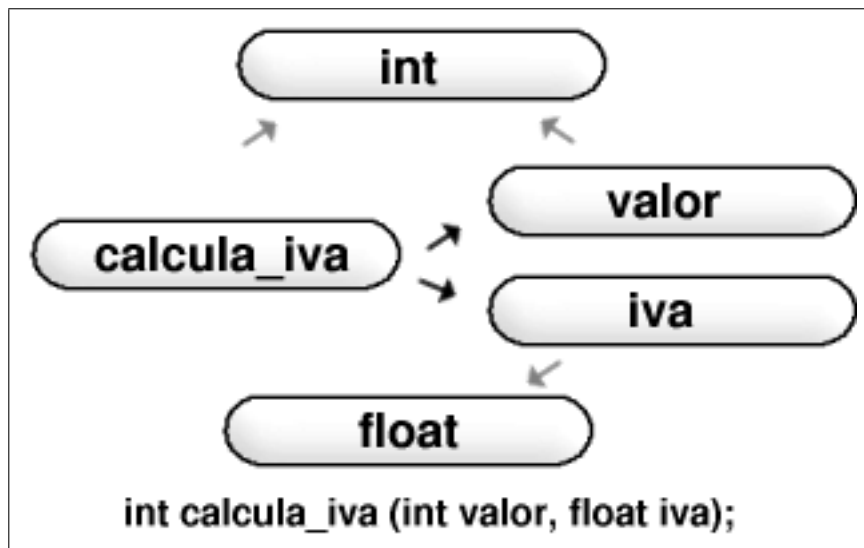 int
valor
calcula_iva
iva
float
int calcula_iva (int valor, float iva);